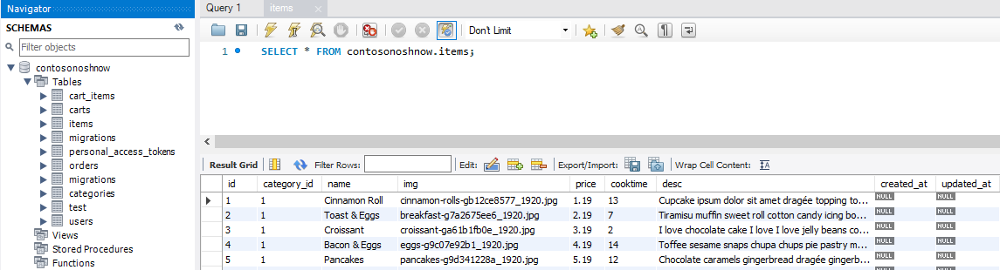 Navigator
SCHEMAS
Filter objects
contosonoshnow
Tables
cart_items
carts
items
migrations
personal_access_tokens
orders
migrations
categories
test
users
Views
Stored Procedures
Functions
Query 1 items
Don't Limit
1 SELECT * FROM contosonoshnow.items;
Result Grid Filter Rows: Edit: Export/Import: Wrap Cell Content:
id category_id name img price cooktime desc created_at updated_at
1 1 Cinnamon Roll cinnamon-rolls-gb12ce8577_1920.jpg 1.19 13 Cupcake ipsum dolor sit amet dragée topping to... NULL NULL
2 1 Toast & Eggs breakfast-g7a2675ee6_1920.jpg 2.19 7 Tiramisu muffin sweet roll cotton candy icing bo... NULL NULL
3 1 Croissant croissant-ga61b1fb0e_1920.jpg 3.19 2 I love chocolate cake I love I love jelly beans co... NULL NULL
4 1 Bacon & Eggs eggs-g9c07e92b1_1920.jpg 4.19 14 Toffee sesame snaps chupa chups pie pastry m... NULL NULL
5 1 Pancakes pancakes-g9d341228a_1920.jpg 5.19 12 Chocolate caramels gingerbread dragée gingerb... NULL NULL